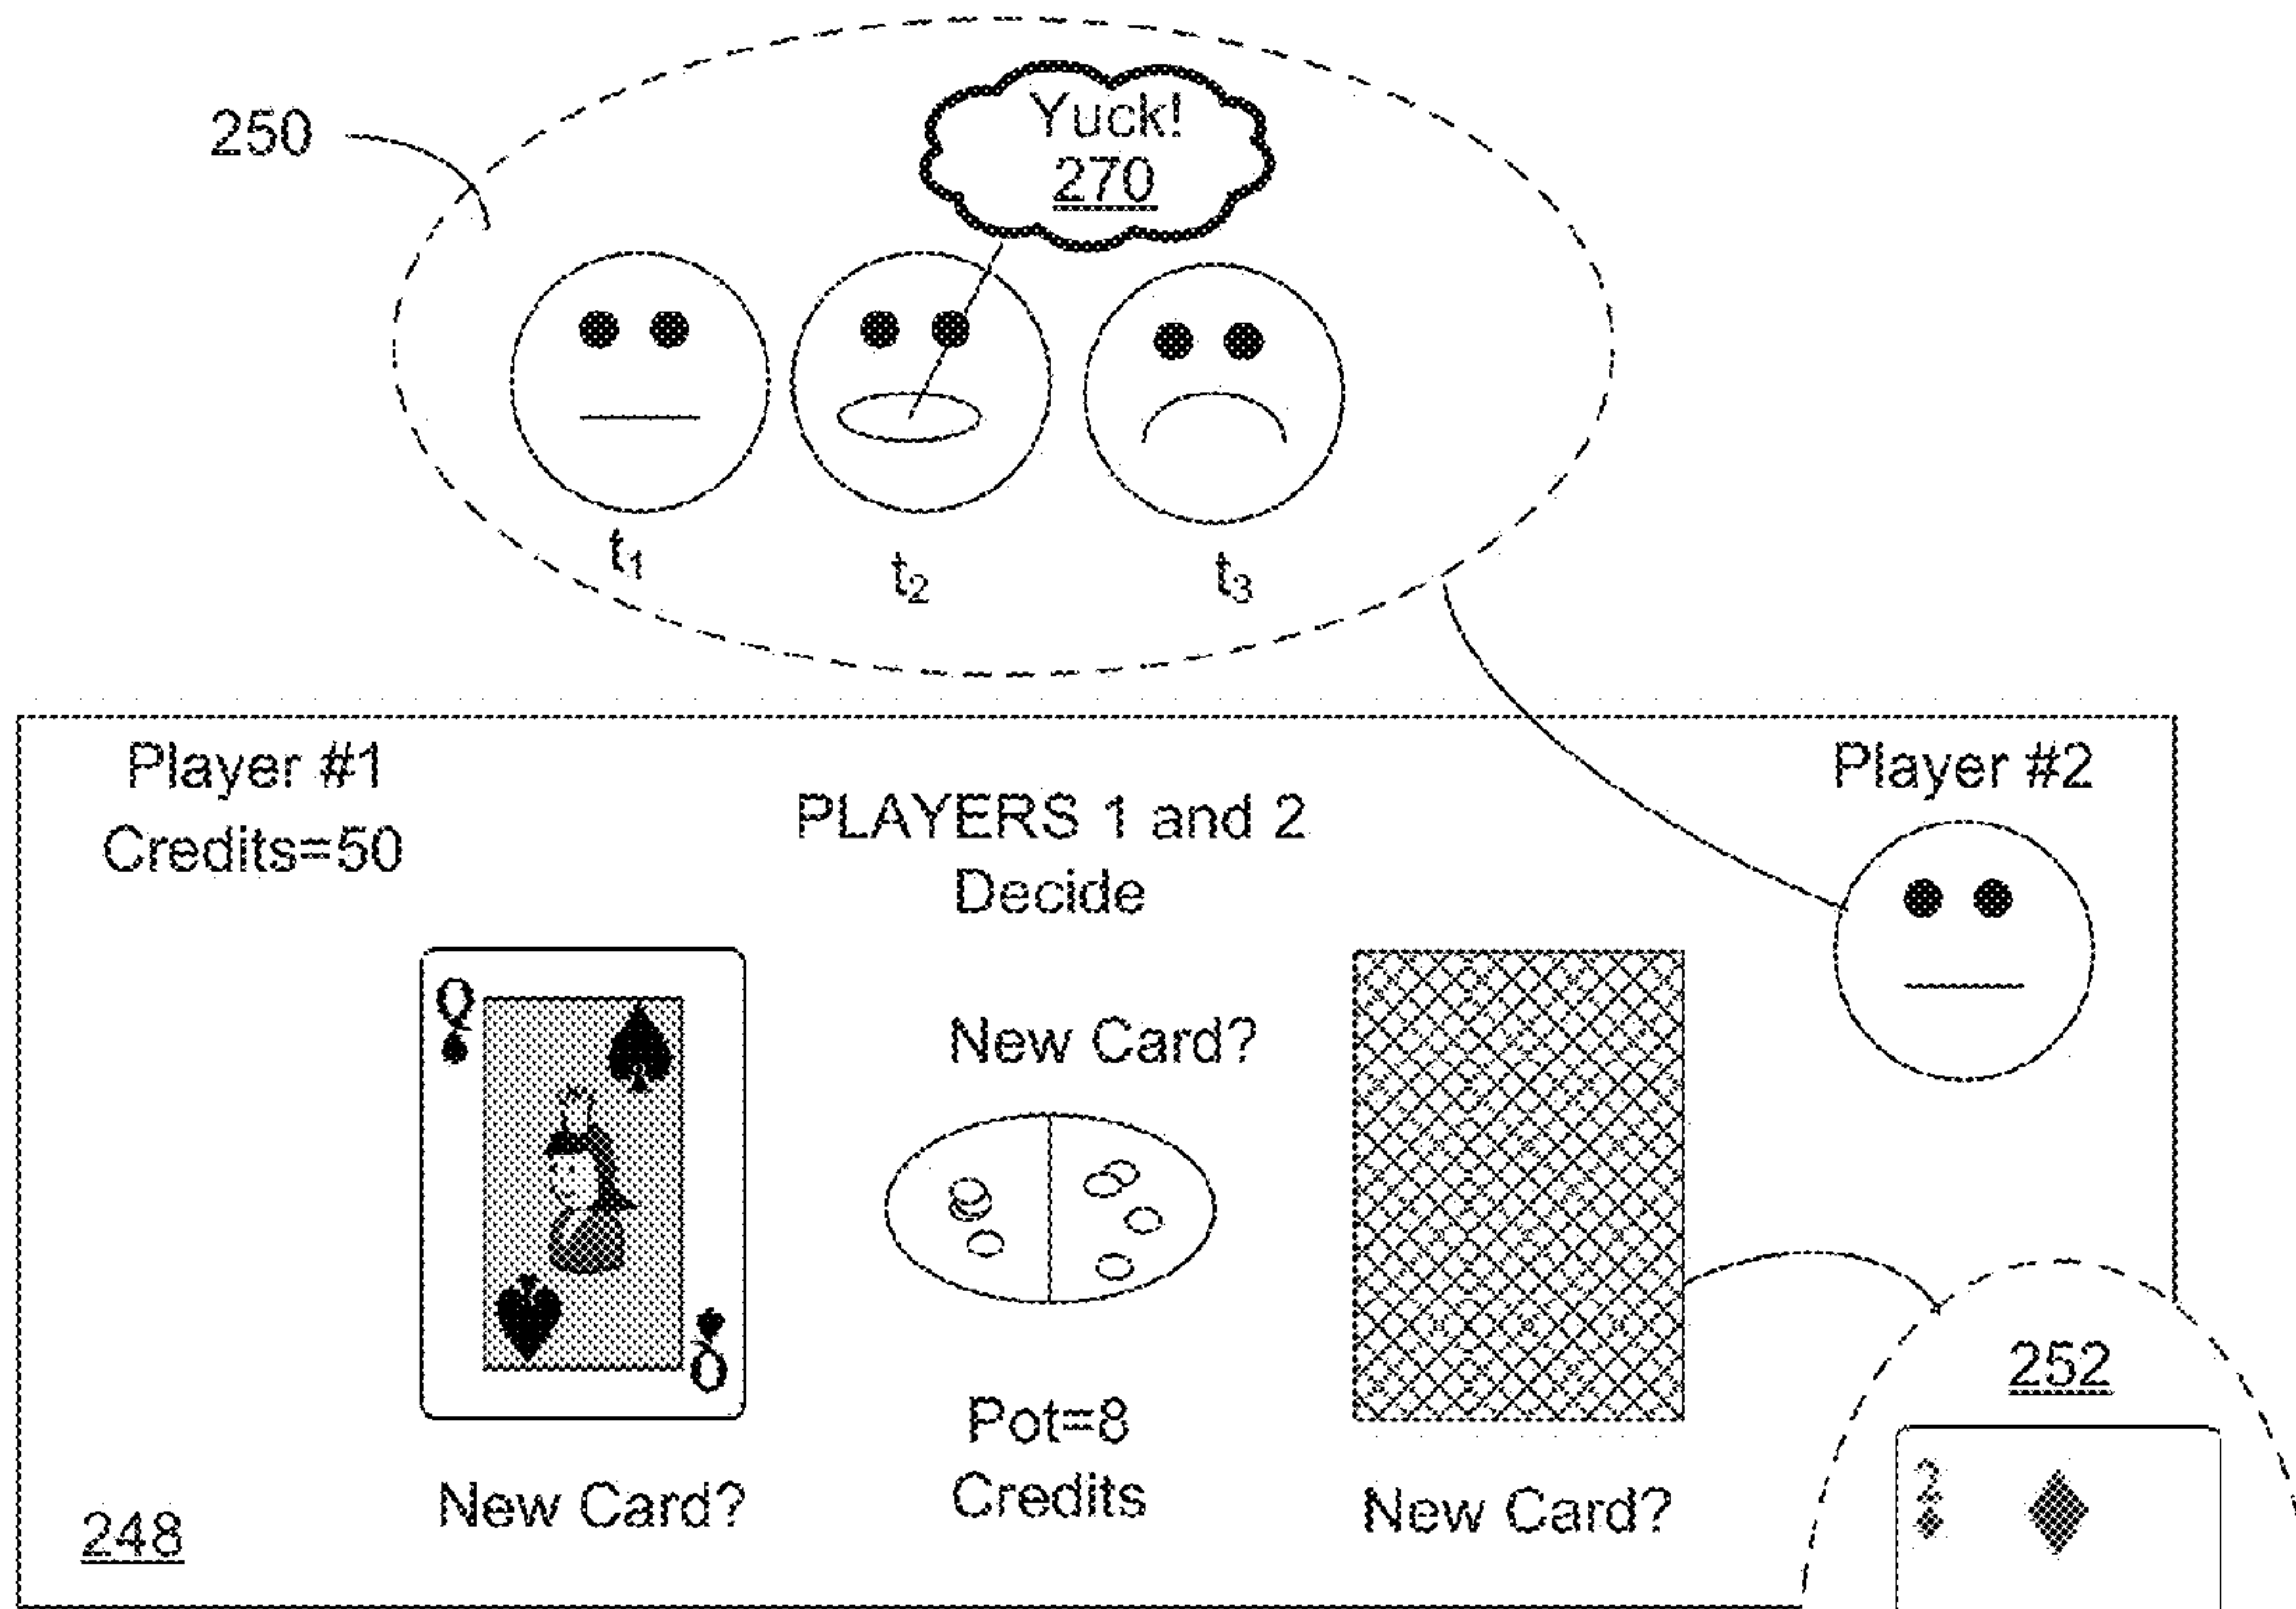 Yuck!
270
250
t₁
t₂
t₃
Player #1
Credits=50
PLAYERS 1 and 2
Decide
Player #2
Q
New Card?
Q
Pot=8
Credits
New Card?
New Card?
248
252
2